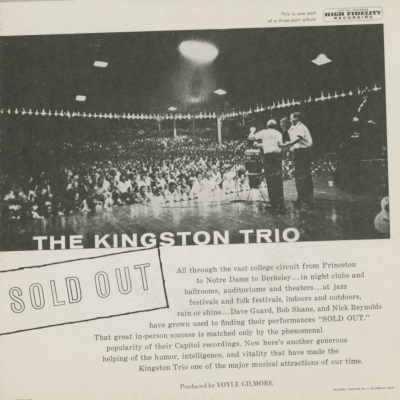 This is one part
of a three-part album
HIGH FIDELITY
RECORDING
THE KINGSTON TRIO
SOLD OUT
All through the vast college circuit from Princeton
to Notre Dame to Berkeley...in night clubs and
ballrooms, auditoriums and theaters...at jazz
festivals and folk festivals, indoors and outdoors,
rain or shine...Dave Guard, Bob Shane, and Nick Reynolds
have grown used to finding their performances "SOLD OUT."
That great in-person success is matched only by the phenomenal
popularity of their Capitol recordings. Now here's another generous
helping of the humor, intelligence, and vitality that have made the
Kingston Trio one of the major musical attractions of our time.
Produced by VOYLE GILMORE